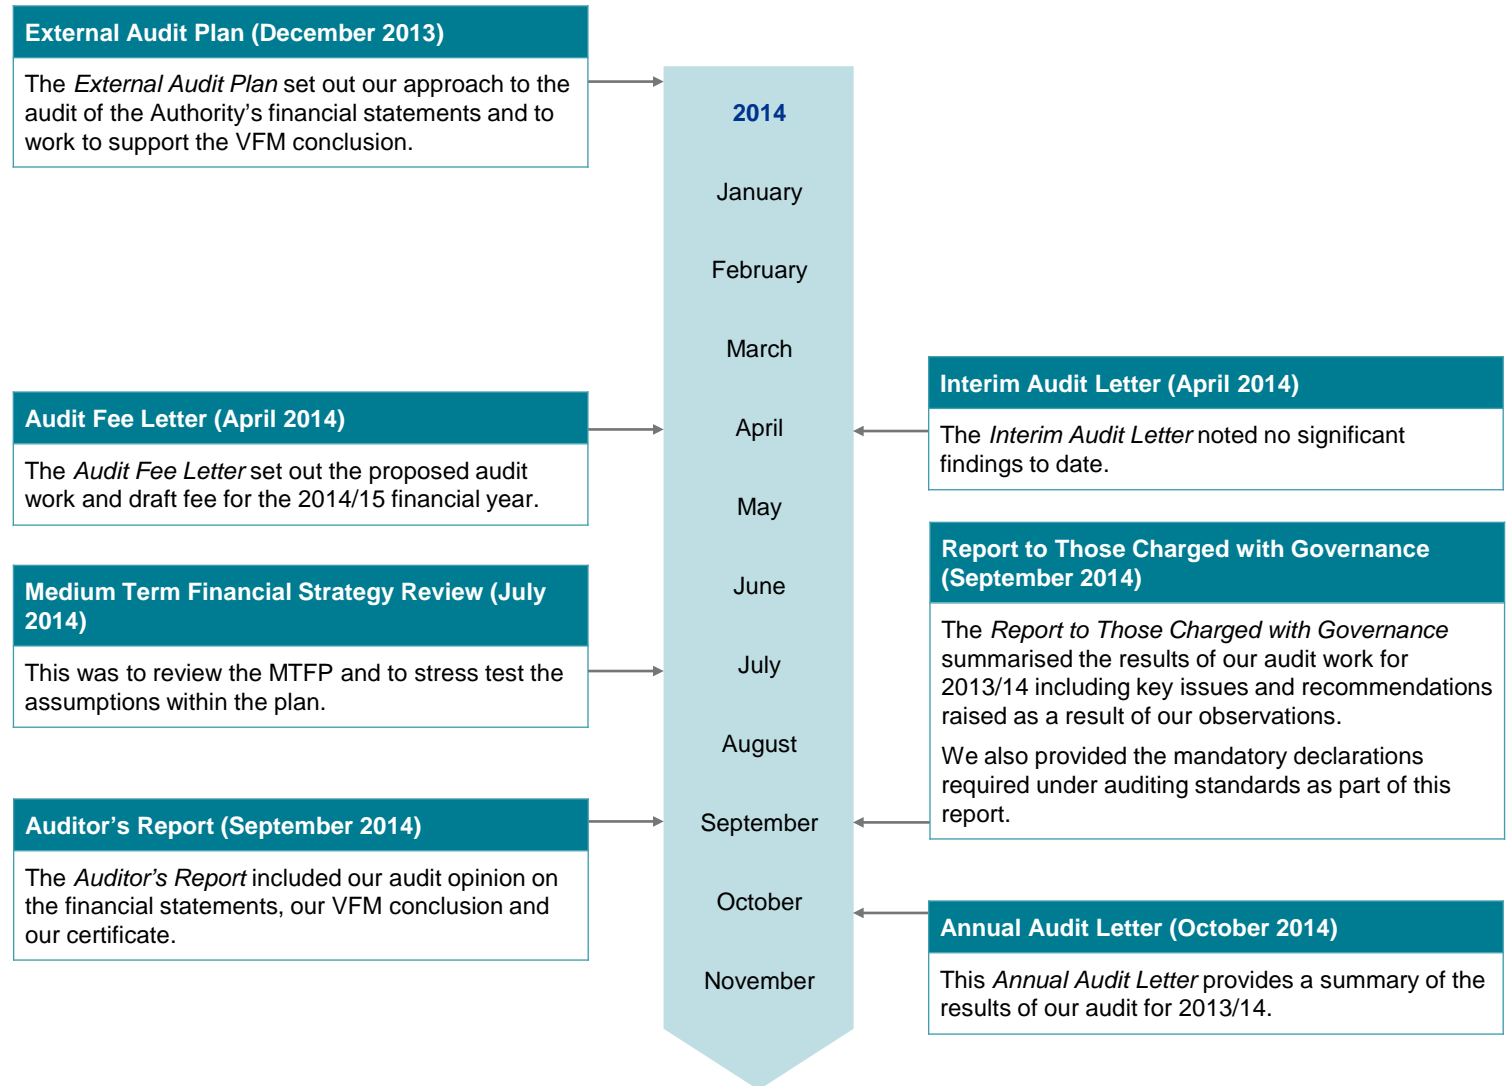 External Audit Plan (December 2013)
The External Audit Plan set out our approach to the
audit of the Authority's financial statements and to
work to support the VFM conclusion.
Audit Fee Letter (April 2014)
The Audit Fee Letter set out the proposed audit
work and draft fee for the 2014/15 financial year.
Medium Term Financial Strategy Review (July
2014)
This was to review the MTFP and to stress test the
assumptions within the plan.
Auditor's Report (September 2014)
The Auditor's Report included our audit opinion on
the financial statements, our VFM conclusion and
our certificate.
2014
January
February
March
April
May
June
July
August
September
October
November
Interim Audit Letter (April 2014)
The Interim Audit Letter noted no significant
findings to date.
Report to Those Charged with Governance
(September 2014)
The Report to Those Charged with Governance
summarised the results of our audit work for
2013/14 including key issues and recommendations
raised as a result of our observations.
We also provided the mandatory declarations
required under auditing standards as part of this
report.
Annual Audit Letter (October 2014)
This Annual Audit Letter provides a summary of the
results of our audit for 2013/14.